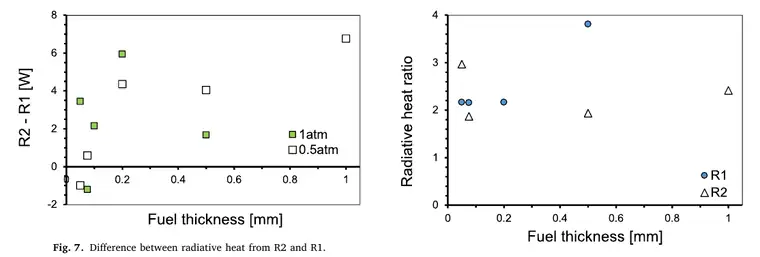 8
6
4
2
0
-2
R2 - R1 [W]
0 0.2 0.4 0.6 0.8 1
1atm
0.5atm
Fuel thickness [mm]
Fig. 7. Difference between radiative heat from R2 and R1.
4
3
2
1
0
Radiative heat ratio
R1
R2
0 0.2 0.4 0.6 0.8 1
Fuel thickness [mm]